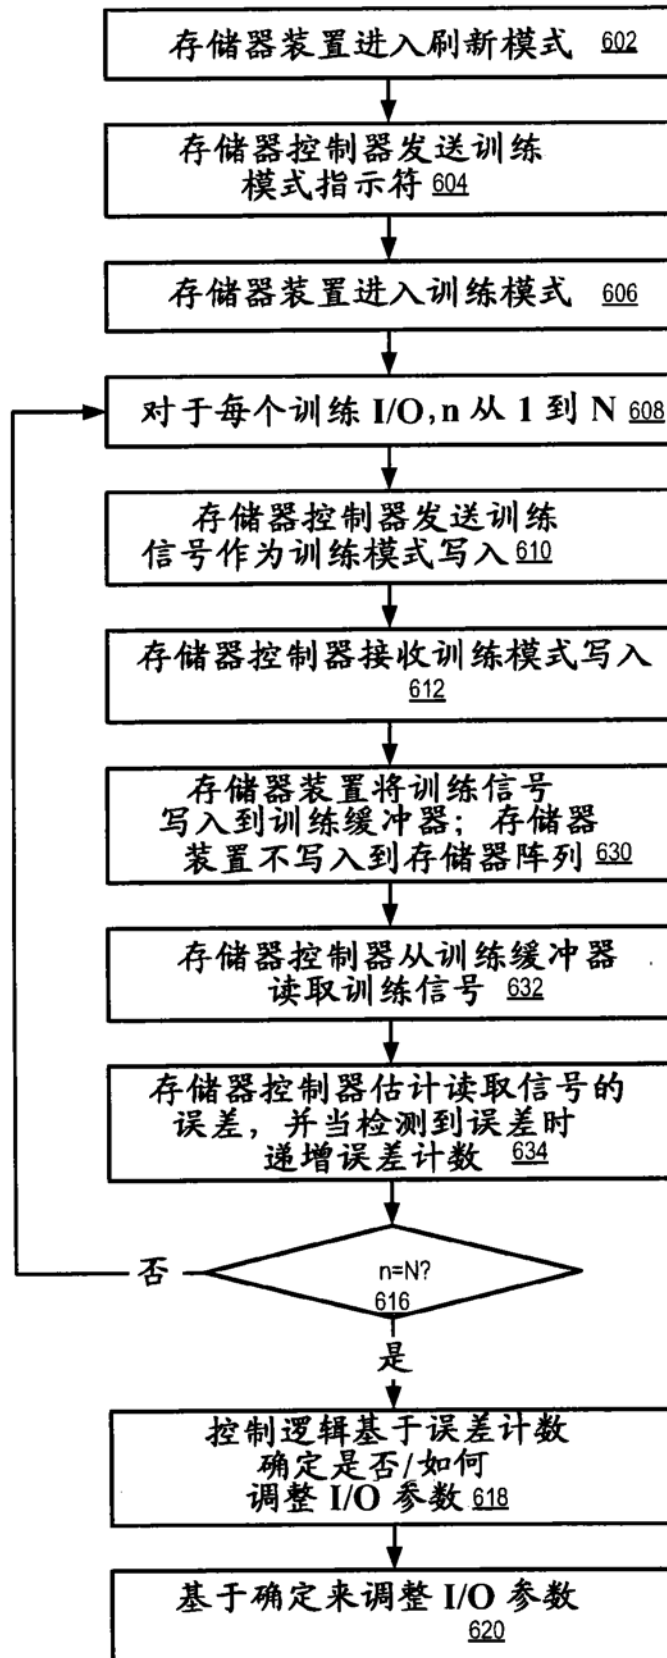 存储器装置进入刷新模式 602
存储器控制器发送训练
模式指示符 604
存储器装置进入训练模式 606
对于每个训练 I/O,n 从 1 到 N 608
存储器控制器发送训练
信号作为训练模式写入 610
存储器控制器接收训练模式写入
612
存储器装置将训练信号
写入到训练缓冲器；存储器
装置不写入到存储器阵列 630
存储器控制器从训练缓冲器
读取训练信号 632
存储器控制器估计读取信号的
误差，并当检测到误差时
递增误差计数 634
否
n=N?
616
是
控制逻辑基于误差计数
确定是否/如何
调整 I/O 参数 618
基于确定来调整 I/O 参数
620